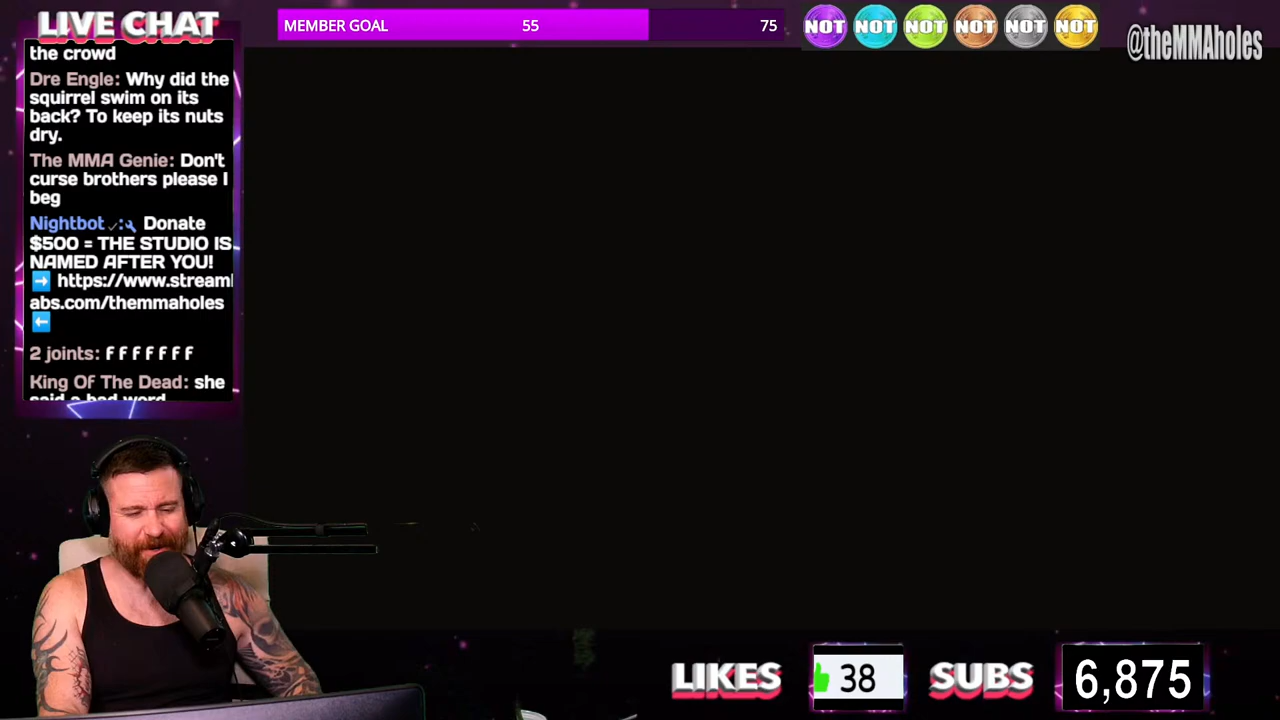 LIVE CHAT
the crowd
Dre Engle: Why did the
squirrel swim on its
back? To keep its nuts
dry.
The MMA Genie: Don't
curse brothers please I
beg
Nightbot Donate
$500 = THE STUDIO IS
NAMED AFTER YOU!
https://www.streaml
abs.com/themmaholes
2 joints: f f f f f f f
King Of The Dead: she
said a bad word
MEMBER GOAL 55 75
NOT NOT NOT NOT NOT NOT
@theMMAholes
LIKES 38 SUBS 6,875